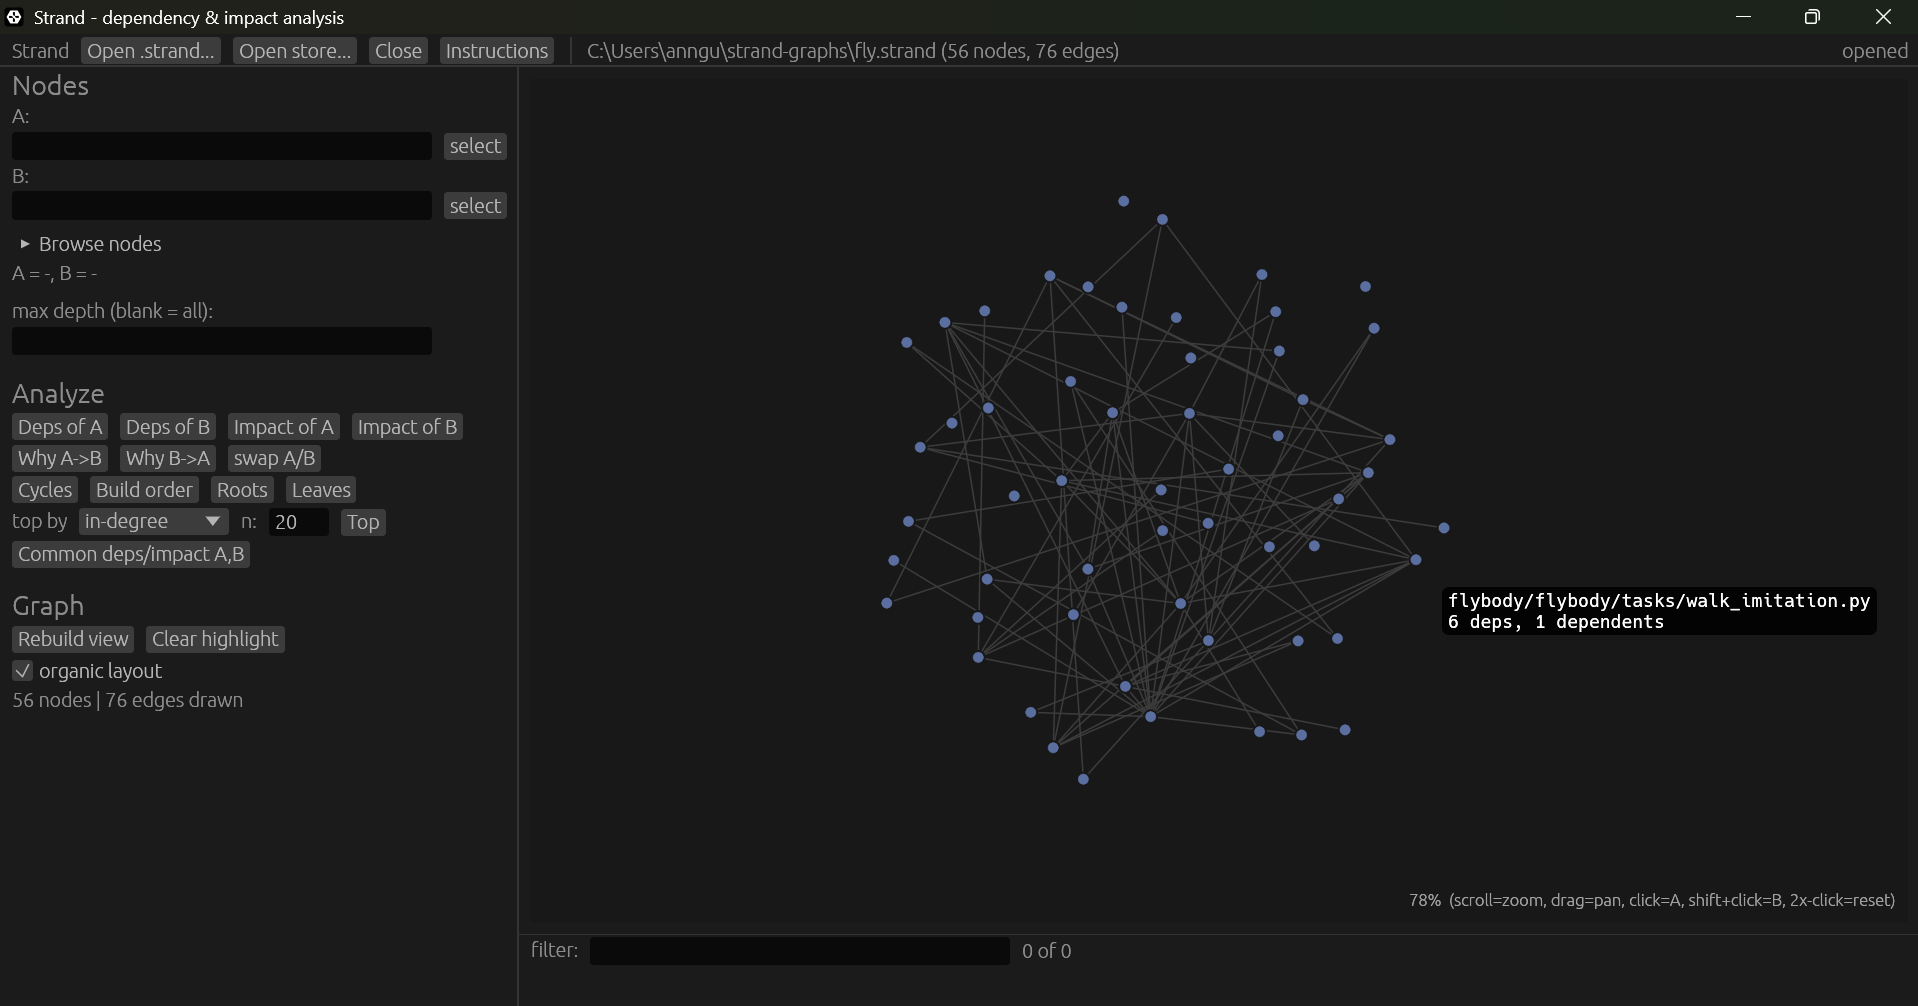 Strand - dependency & impact analysis
Strand Open .strand... Open store... Close Instructions C:\Users\anngu\strand-graphs\fly.strand (56 nodes, 76 edges) opened
Nodes
A:
select
B:
select
Browse nodes
A = -, B = -
max depth (blank = all):
Analyze
Deps of A Deps of B Impact of A Impact of B
Why A->B Why B->A swap A/B
Cycles Build order Roots Leaves
top by in-degree n: 20 Top
Common deps/impact A,B
Graph
Rebuild view Clear highlight
organic layout
56 nodes | 76 edges drawn
flybody/flybody/tasks/walk_imitation.py
6 deps, 1 dependents
78% (scroll=zoom, drag=pan, click=A, shift+click=B, 2x-click=reset)
filter: 0 of 0